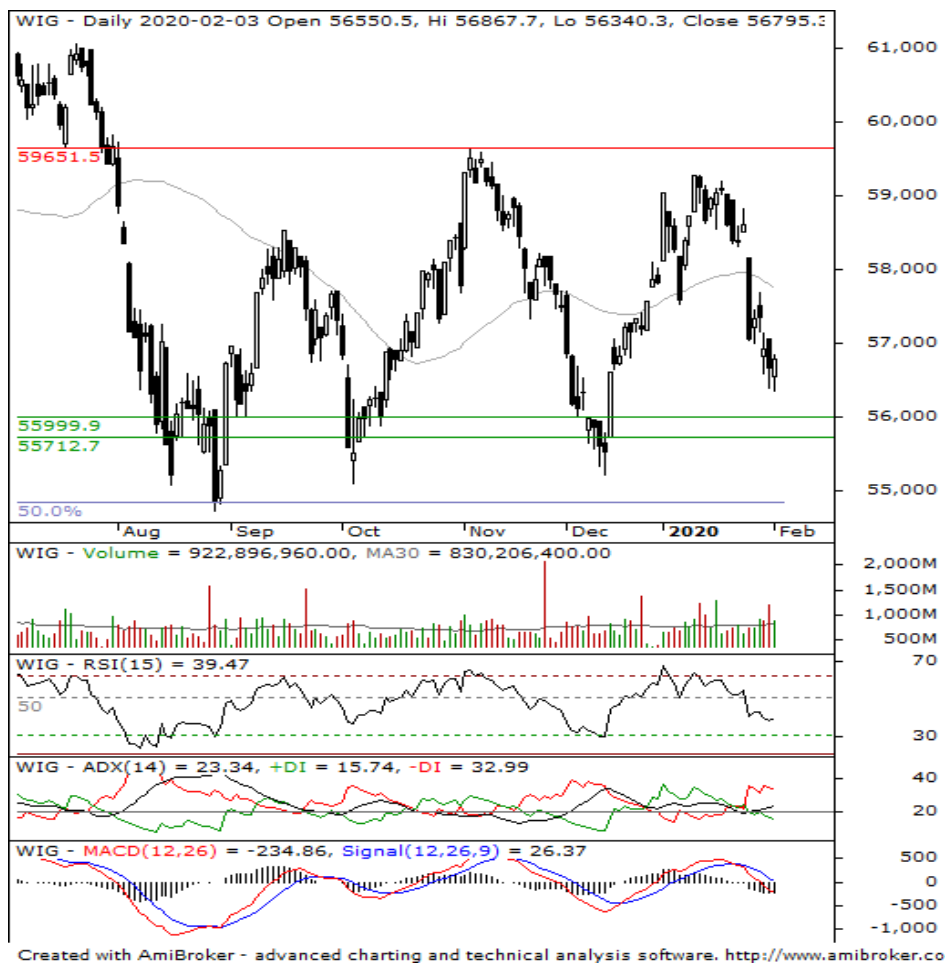 WIG - Daily 2020-02-03 Open 56550.5, Hi 56867.7, Lo 56340.3, Close 56795.3
61,000
60,000
59651.5
59,000
58,000
57,000
56,000
55999.9
55712.7
55,000
50.0%
Aug Sep Oct Nov Dec 2020 Feb
WIG - Volume = 922,896,960.00, MA30 = 830,206,400.00
2,000M
1,500M
1,000M
500M
WIG - RSI(15) = 39.47
70
50
30
WIG - ADX(14) = 23.34, +DI = 15.74, -DI = 32.99
40
20
WIG - MACD(12,26) = -234.86, Signal(12,26,9) = 26.37
500
0
-500
-1,000
Created with AmiBroker - advanced charting and technical analysis software. http://www.amibroker.co